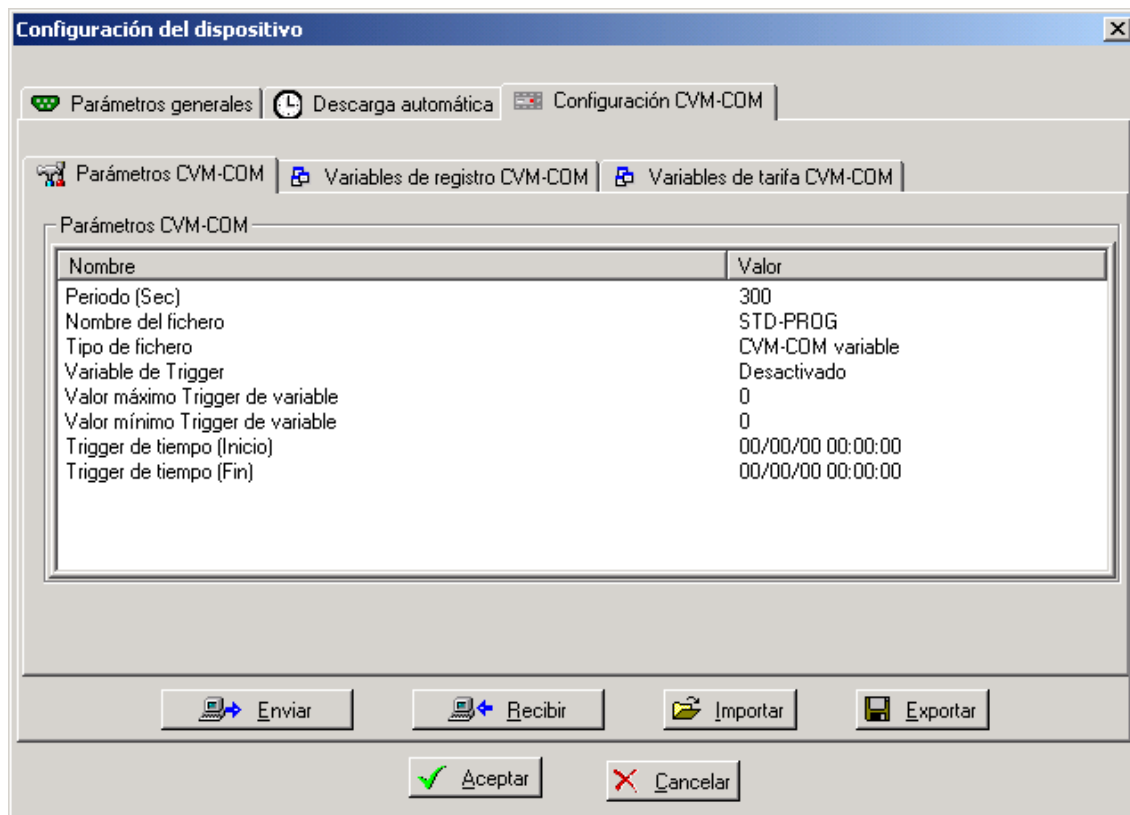 Configuración del dispositivo
Parámetros generales Descarga automática Configuración CVM-COM
Parámetros CVM-COM Variables de registro CVM-COM Variables de tarifa CVM-COM
Parámetros CVM-COM
Nombre Valor
Periodo (Sec) 300
Nombre del fichero STD-PROG
Tipo de fichero CVM-COM variable
Variable de Trigger Desactivado
Valor máximo Trigger de variable 0
Valor mínimo Trigger de variable 0
Trigger de tiempo (Inicio) 00/00/00 00:00:00
Trigger de tiempo (Fin) 00/00/00 00:00:00
Enviar Recibir Importar Exportar
Aceptar Cancelar